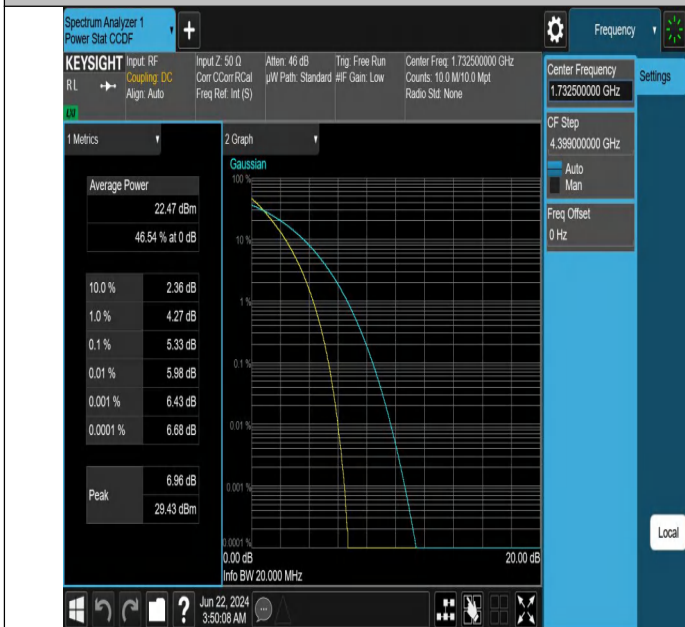 Spectrum Analyzer 1
Power Stat CCDF
+
Frequency
KEYSIGHT
RL
LXI
Input: RF
Coupling: DC
Align: Auto
Input Z: 50 Ω
Corr CCorr RCal
Freq Ref: Int (S)
Atten: 46 dB
µW Path: Standard
Trig: Free Run
#IF Gain: Low
Center Freq: 1.732500000 GHz
Counts: 10.0 M/10.0 Mpt
Radio Std: None
Center Frequency
1.732500000 GHz
Settings
CF Step
4.399000000 GHz
Auto
Man
Freq Offset
0 Hz
1 Metrics
Average Power
22.47 dBm
46.54 % at 0 dB
10.0 % 2.36 dB
1.0 % 4.27 dB
0.1 % 5.33 dB
0.01 % 5.98 dB
0.001 % 6.43 dB
0.0001 % 6.68 dB
Peak 6.96 dB
29.43 dBm
2 Graph
Gaussian
100 %
10 %
1 %
0.1 %
0.01 %
0.001 %
0.0001 %
0.00 dB 20.00 dB
Info BW 20.000 MHz
Local
?
Jun 22, 2024
3:50:08 AM